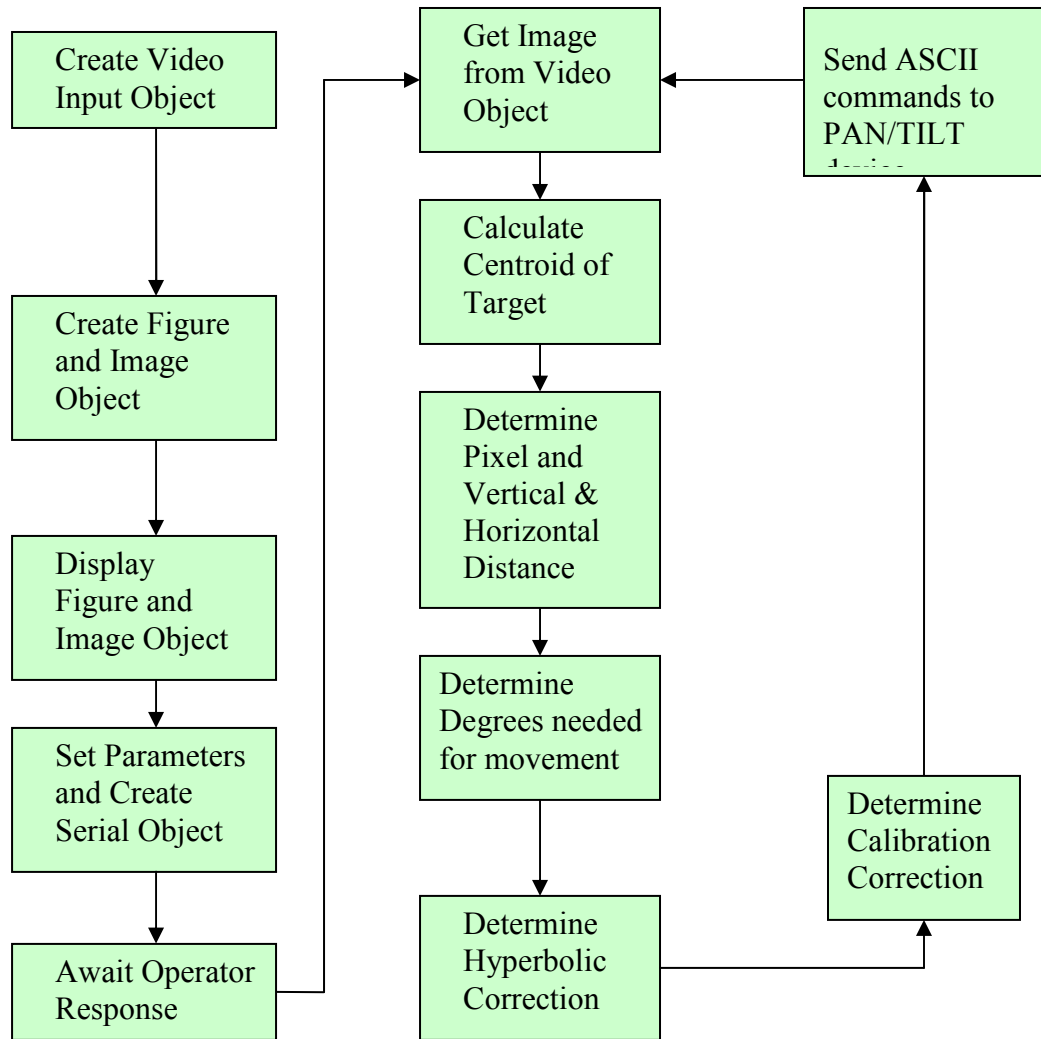 Create Video
Input Object
Create Figure
and Image
Object
Display
Figure and
Image Object
Set Parameters
and Create
Serial Object
Await Operator
Response
Get Image
from Video
Object
Calculate
Centroid of
Target
Determine
Pixel and
Vertical &
Horizontal
Distance
Determine
Degrees needed
for movement
Determine
Hyperbolic
Correction
Determine
Calibration
Correction
Send ASCII
commands to
PAN/TILT